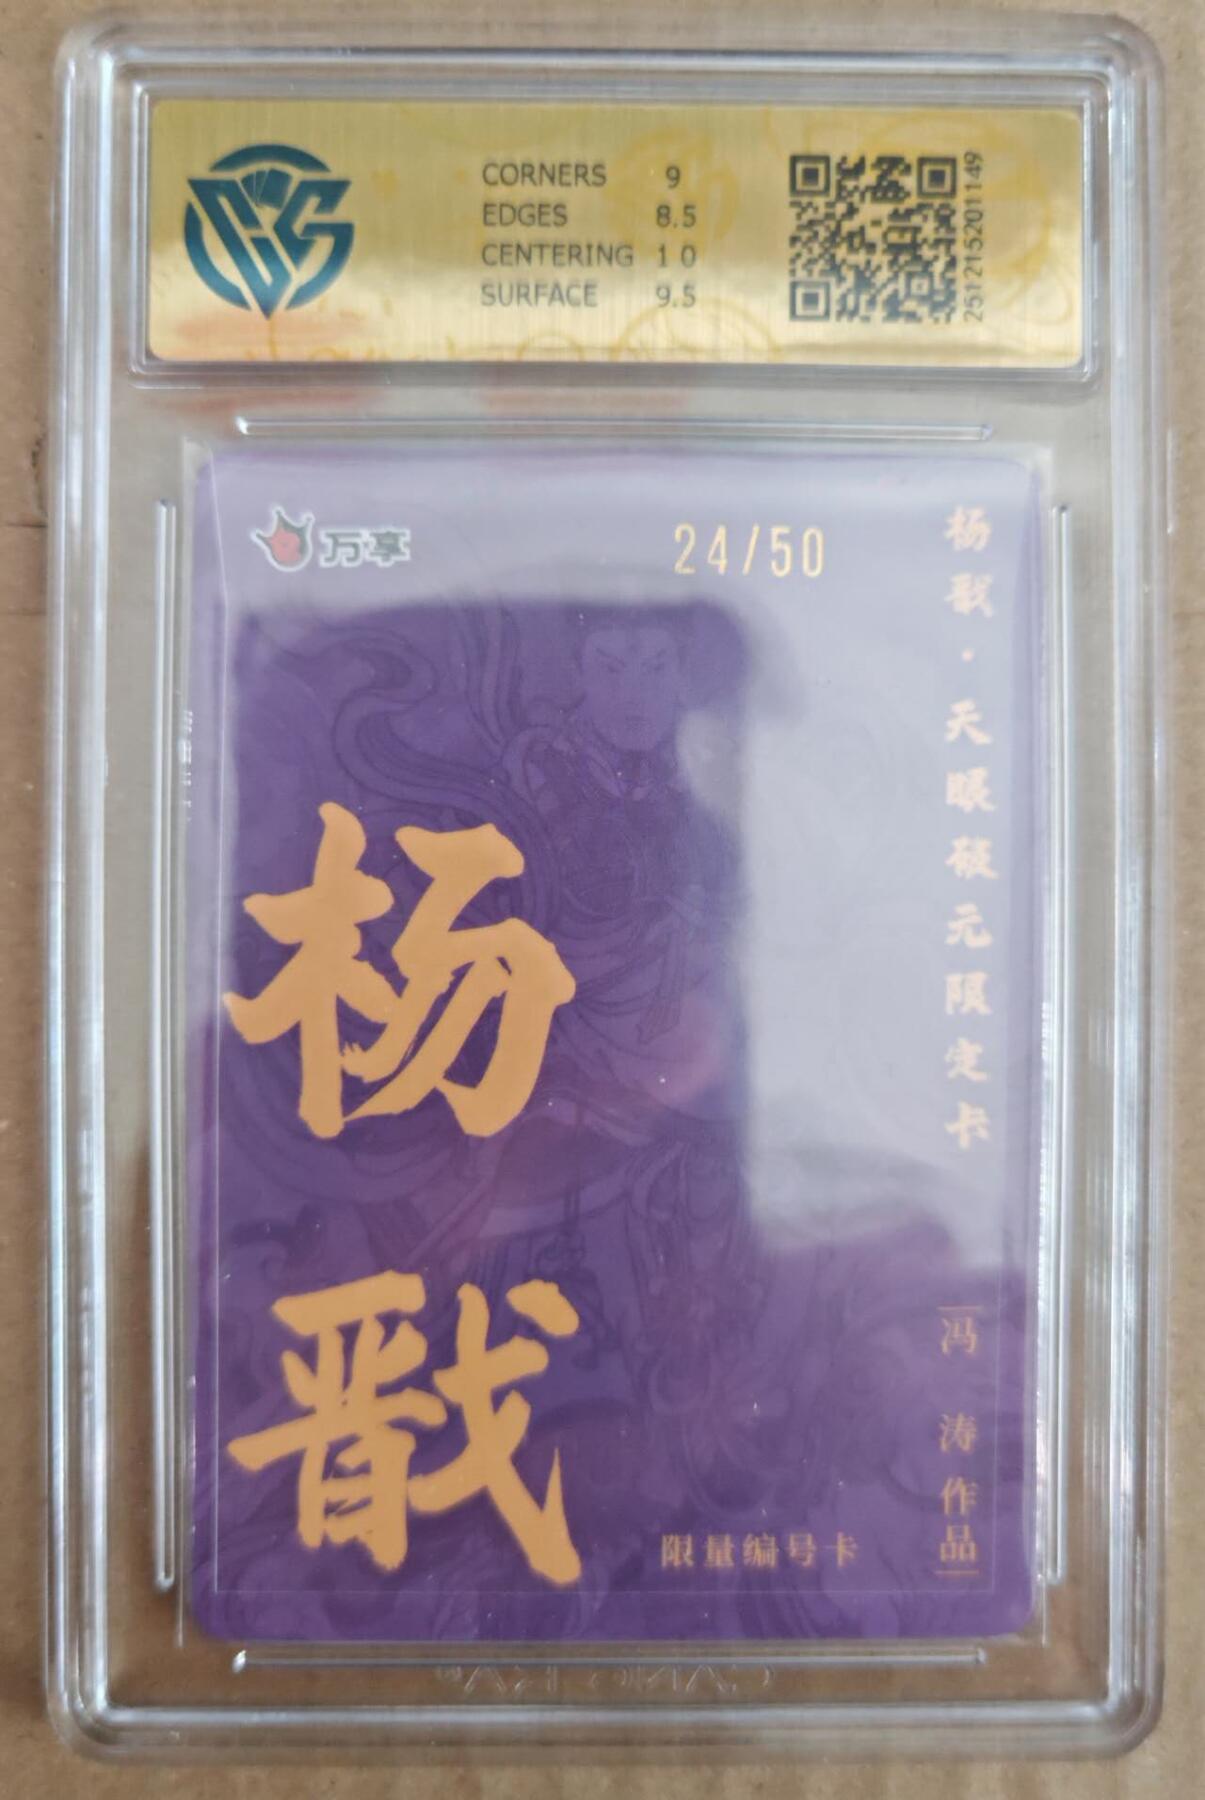 CORNERS 9
EDGES 8.5
CENTERING 10
SURFACE 9.5
251215201149
万享
24/50
杨戬·天眼破元限定卡
杨戬
冯涛作品
限量编号卡